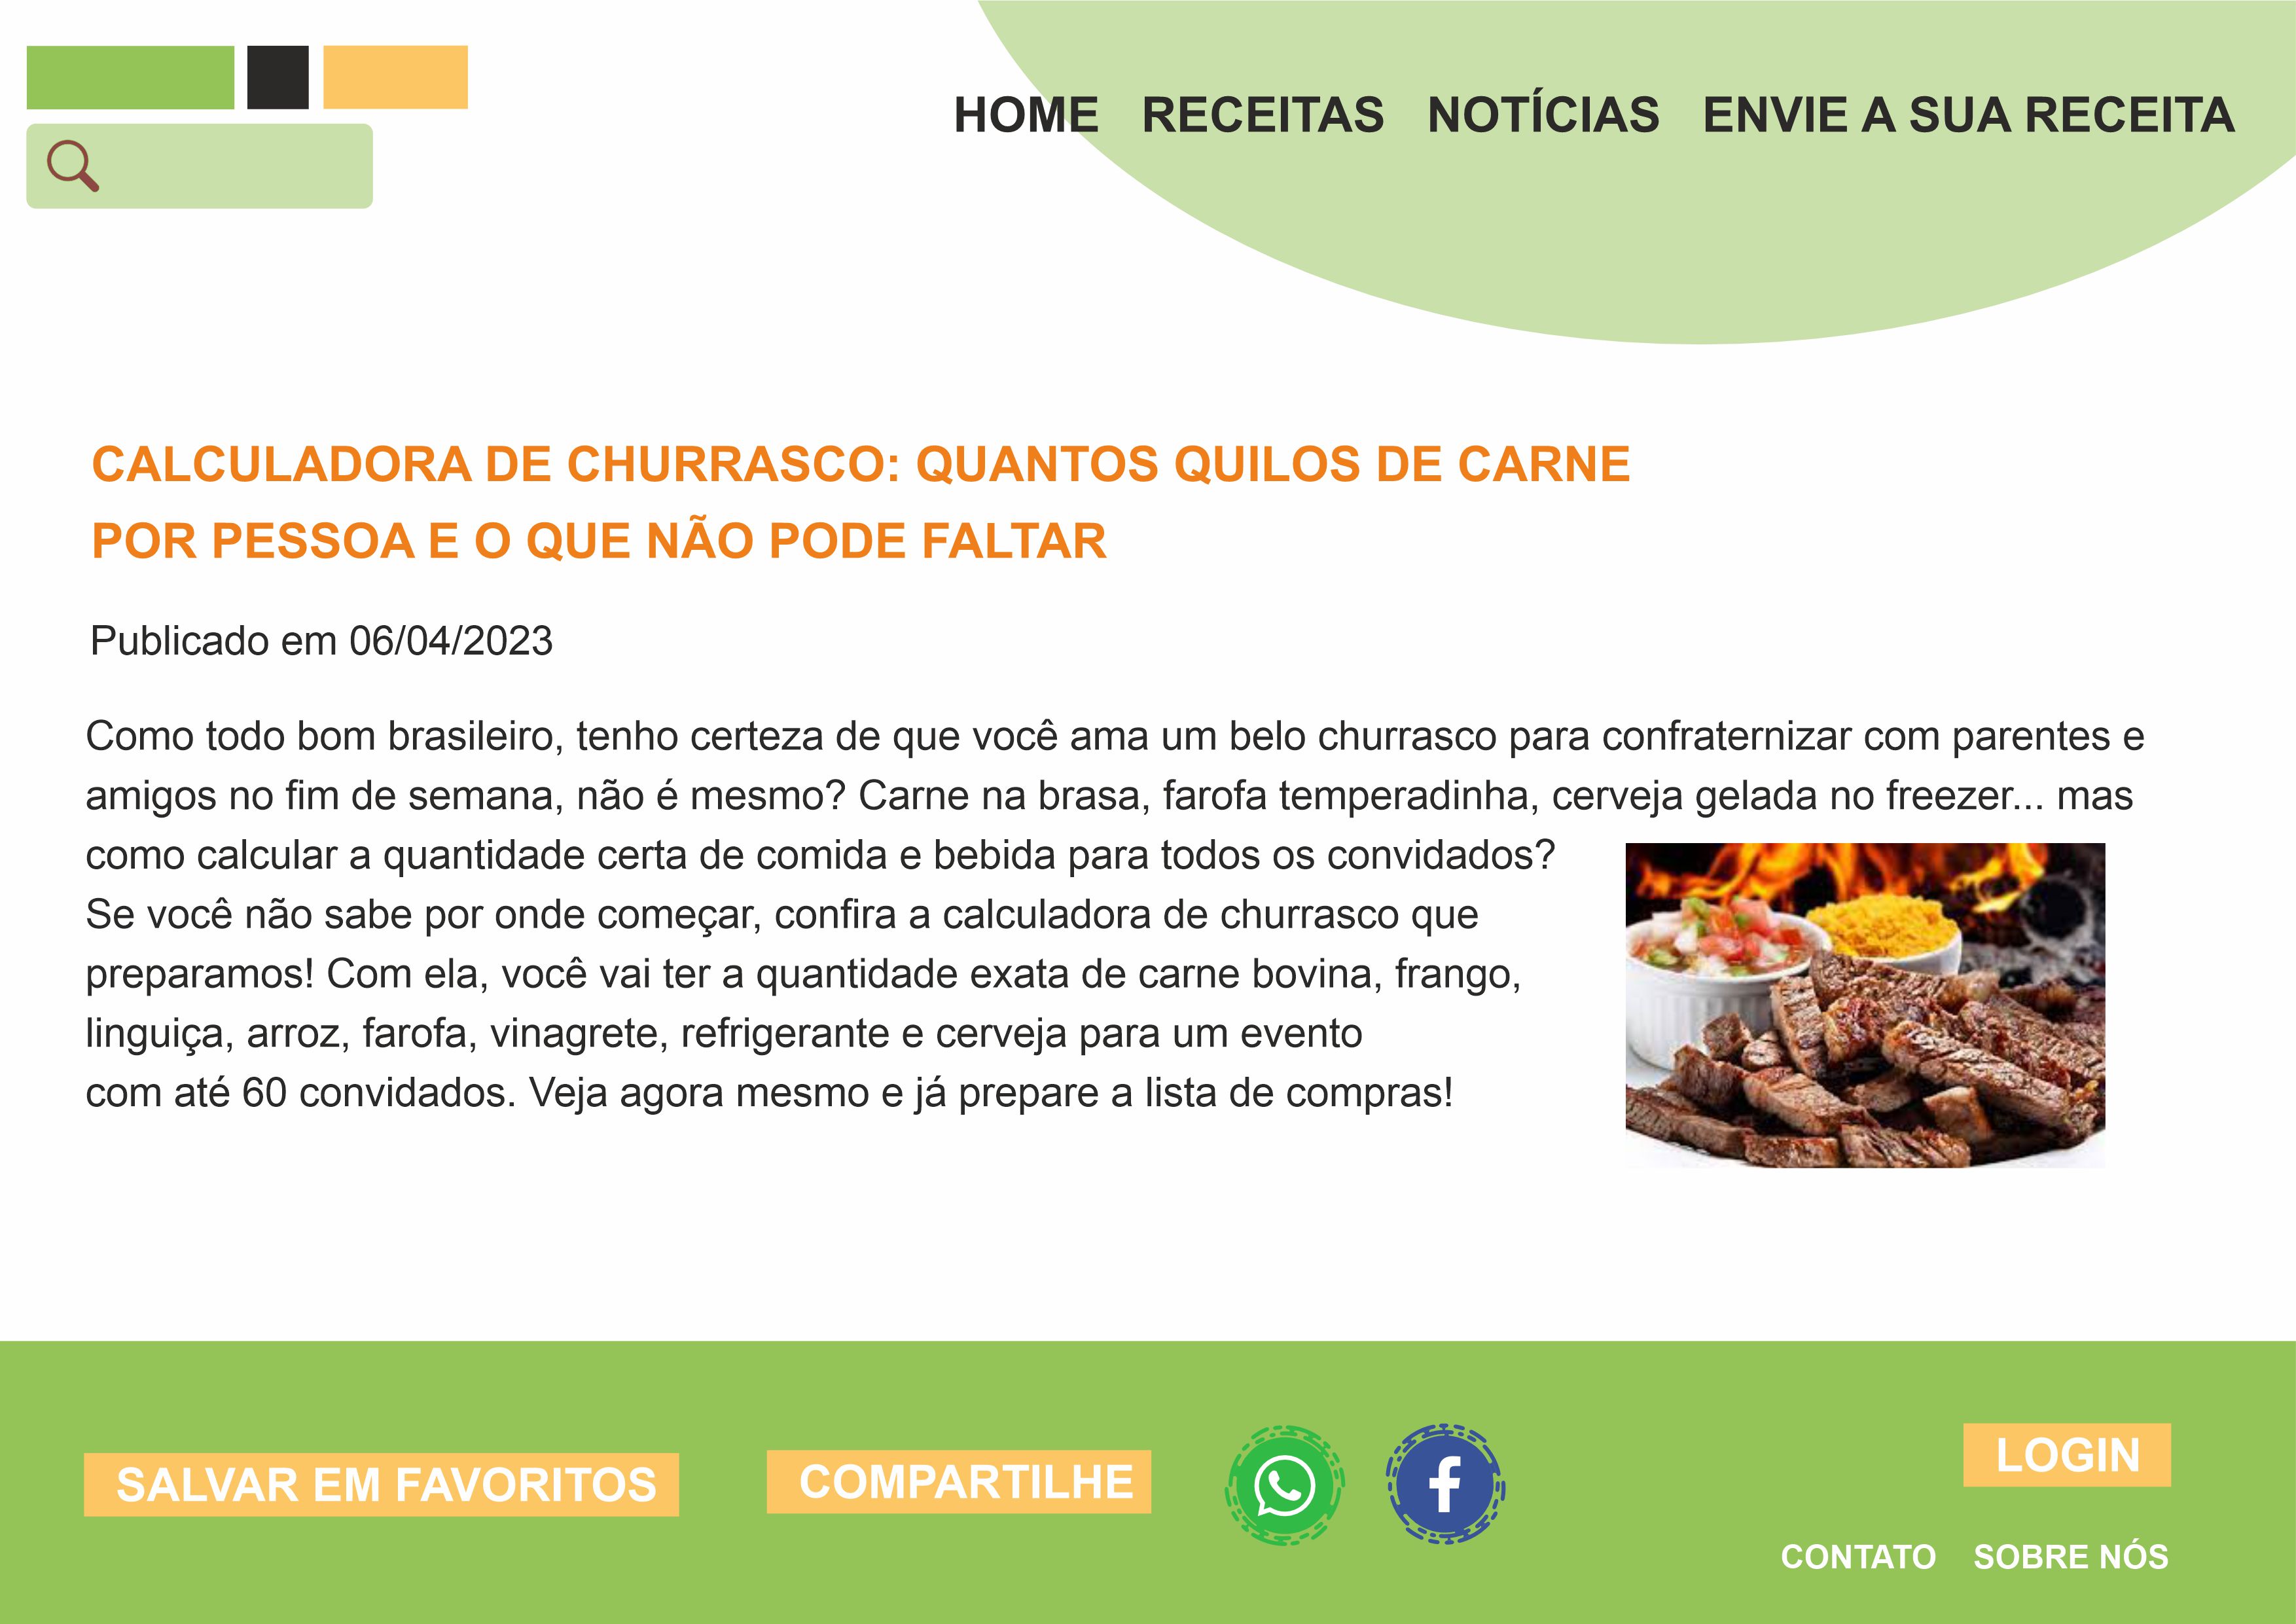 HOME RECEITAS NOTÍCIAS ENVIE A SUA RECEITA
CALCULADORA DE CHURRASCO: QUANTOS QUILOS DE CARNE
POR PESSOA E O QUE NÃO PODE FALTAR
Publicado em 06/04/2023
Como todo bom brasileiro, tenho certeza de que você ama um belo churrasco para confraternizar com parentes e
amigos no fim de semana, não é mesmo? Carne na brasa, farofa temperadinha, cerveja gelada no freezer... mas
como calcular a quantidade certa de comida e bebida para todos os convidados?
Se você não sabe por onde começar, confira a calculadora de churrasco que
preparamos! Com ela, você vai ter a quantidade exata de carne bovina, frango,
linguiça, arroz, farofa, vinagrete, refrigerante e cerveja para um evento
com até 60 convidados. Veja agora mesmo e já prepare a lista de compras!
SALVAR EM FAVORITOS
COMPARTILHE
LOGIN
CONTATO SOBRE NÓS